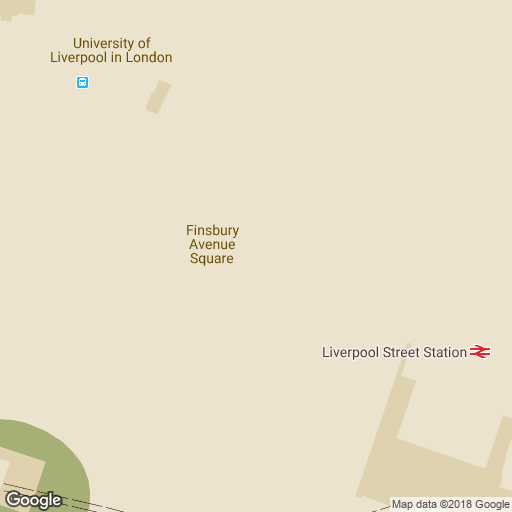 University of
Liverpool in London
Finsbury
Avenue
Square
Liverpool Street Station
Google
Map data ©2018 Google